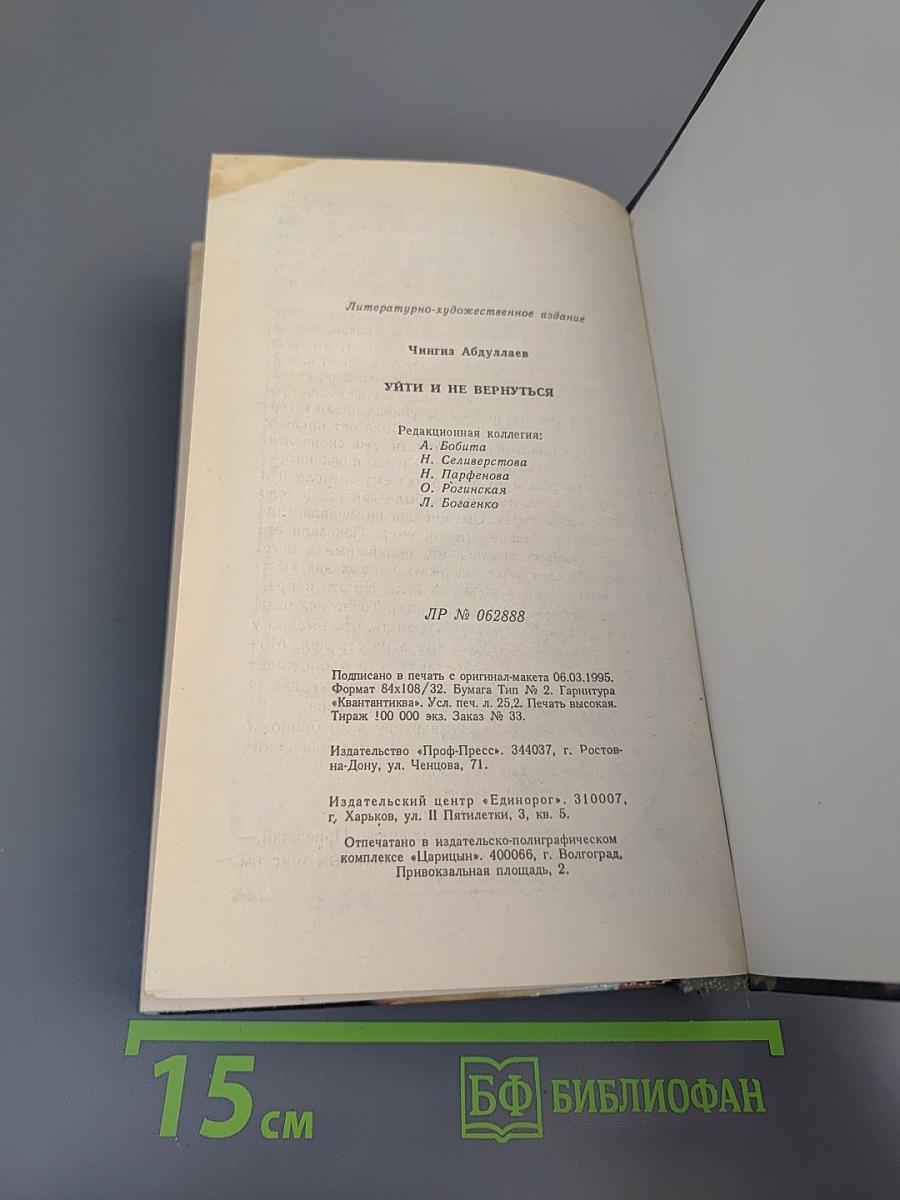 Литературно-художественное издание
Чингиз Абдуллаев
УЙТИ И НЕ ВЕРНУТЬСЯ
Редакционная коллегия:
А. Бобита
Н. Селиверстова
Н. Парфенова
О. Рогинская
Л. Богаенко
ЛР № 062888
Подписано в печать с оригинал-макета 06.03.1995.
Формат 84х108/32. Бумага Тип № 2. Гарнитура
«Квантантиква». Усл. печ. л. 25,2. Печать высокая.
Тираж 100 000 экз. Заказ № 33.
Издательство «Проф-Пресс». 344037, г. Ростов-
на-Дону, ул. Ченцова, 71.
Издательский центр «Единорог». 310007,
г. Харьков, ул. II Пятилетки, 3, кв. 5.
Отпечатано в издательско-полиграфическом
комплексе «Царицын». 400066, г. Волгоград,
Привокзальная площадь, 2.
15 см
БФ БИБЛИОФАН